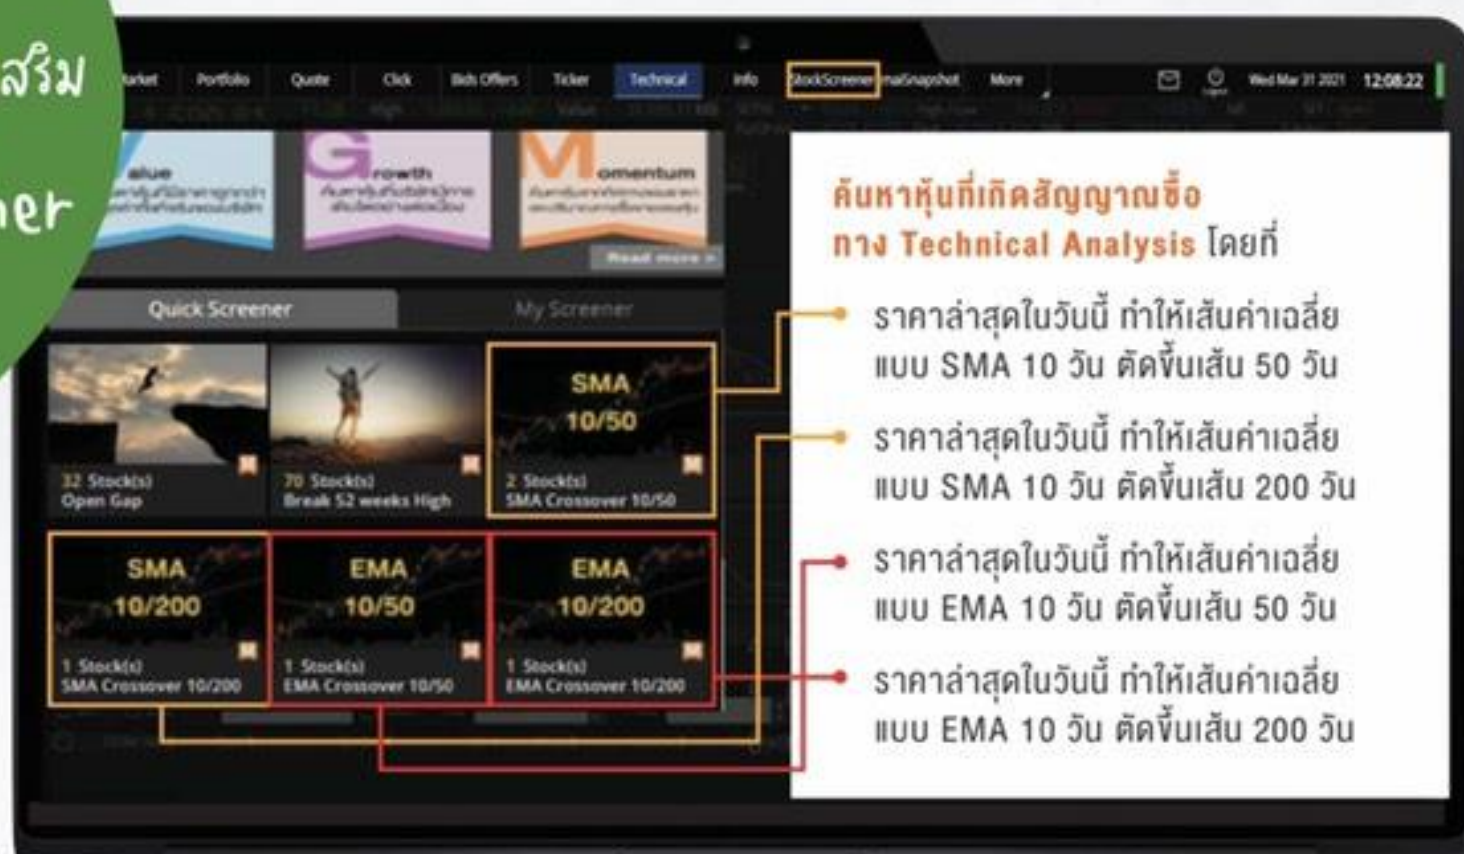 สริม
ner
Portfolio Quote Click Bids Offers Ticker Technical Info StockScreener More Wed Mar 31 2021 12:08:22
Value Growth Momentum
Read more »
Quick Screener My Screener
SMA
10/50
32 Stock(s) 70 Stock(s) 2 Stock(s)
Open Gap Break 52 weeks High SMA Crossover 10/50
SMA EMA EMA
10/200 10/50 10/200
1 Stock(s) 1 Stock(s) 1 Stock(s)
SMA Crossover 10/200 EMA Crossover 10/50 EMA Crossover 10/200
ค้นหาหุ้นที่เกิดสัญญาณซื้อ
ทาง Technical Analysis โดยที่
ราคาล่าสุดในวันนี้ ทำให้เส้นค่าเฉลี่ย
แบบ SMA 10 วัน ตัดขึ้นเส้น 50 วัน
ราคาล่าสุดในวันนี้ ทำให้เส้นค่าเฉลี่ย
แบบ SMA 10 วัน ตัดขึ้นเส้น 200 วัน
ราคาล่าสุดในวันนี้ ทำให้เส้นค่าเฉลี่ย
แบบ EMA 10 วัน ตัดขึ้นเส้น 50 วัน
ราคาล่าสุดในวันนี้ ทำให้เส้นค่าเฉลี่ย
แบบ EMA 10 วัน ตัดขึ้นเส้น 200 วัน